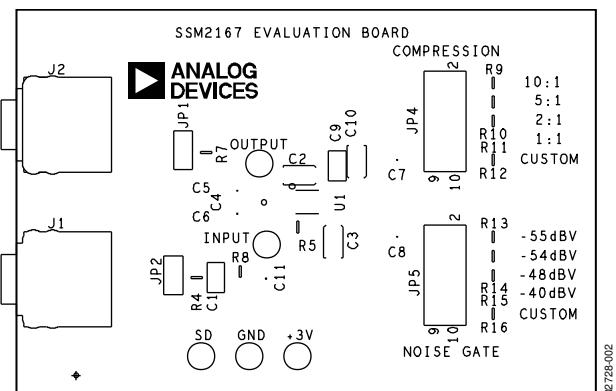 SSM2167 EVALUATION BOARD
COMPRESSION
J2
ANALOG
DEVICES
JP1
R7
OUTPUT
C2
C9
C10
C5
C4
C6
U1
C7
JP4
2
9
10
R9
R10
R11
R12
10:1
5:1
2:1
1:1
CUSTOM
J1
INPUT
JP2
R4
C1
R8
C11
R5
C3
C8
JP5
2
9
10
R13
R14
R15
R16
-55dBV
-54dBV
-48dBV
-40dBV
CUSTOM
SD GND +3V
NOISE GATE
02728-002